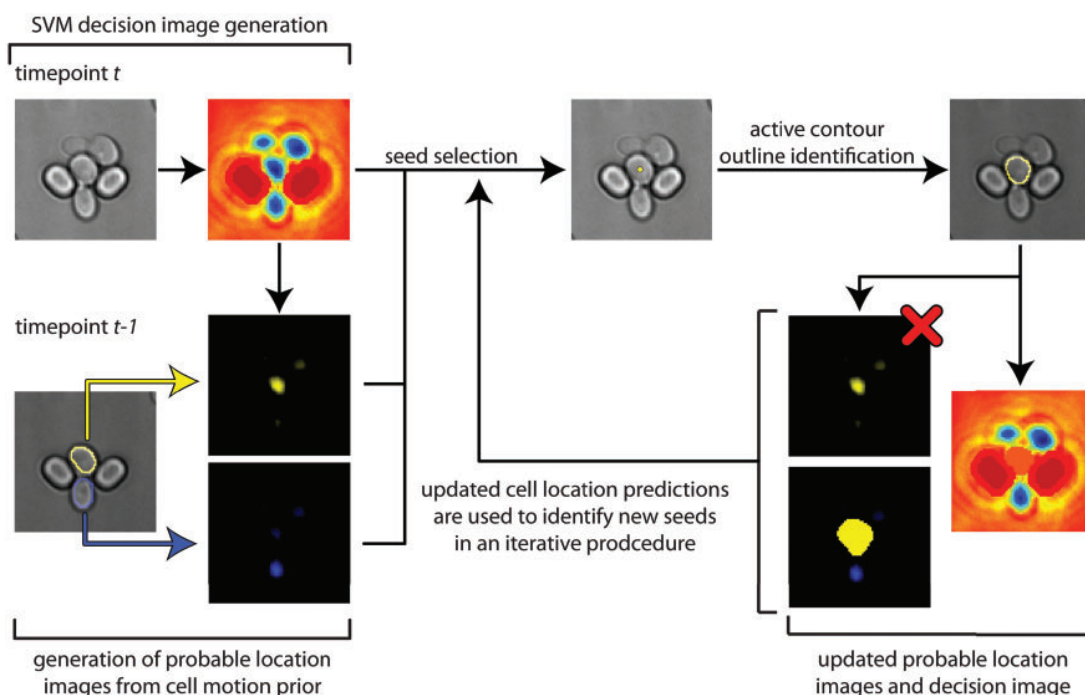 SVM decision image generation
timepoint t
seed selection
active contour
outline identification
timepoint t-1
updated cell location predictions
are used to identify new seeds
in an iterative prodcedure
generation of probable location
images from cell motion prior
updated probable location
images and decision image